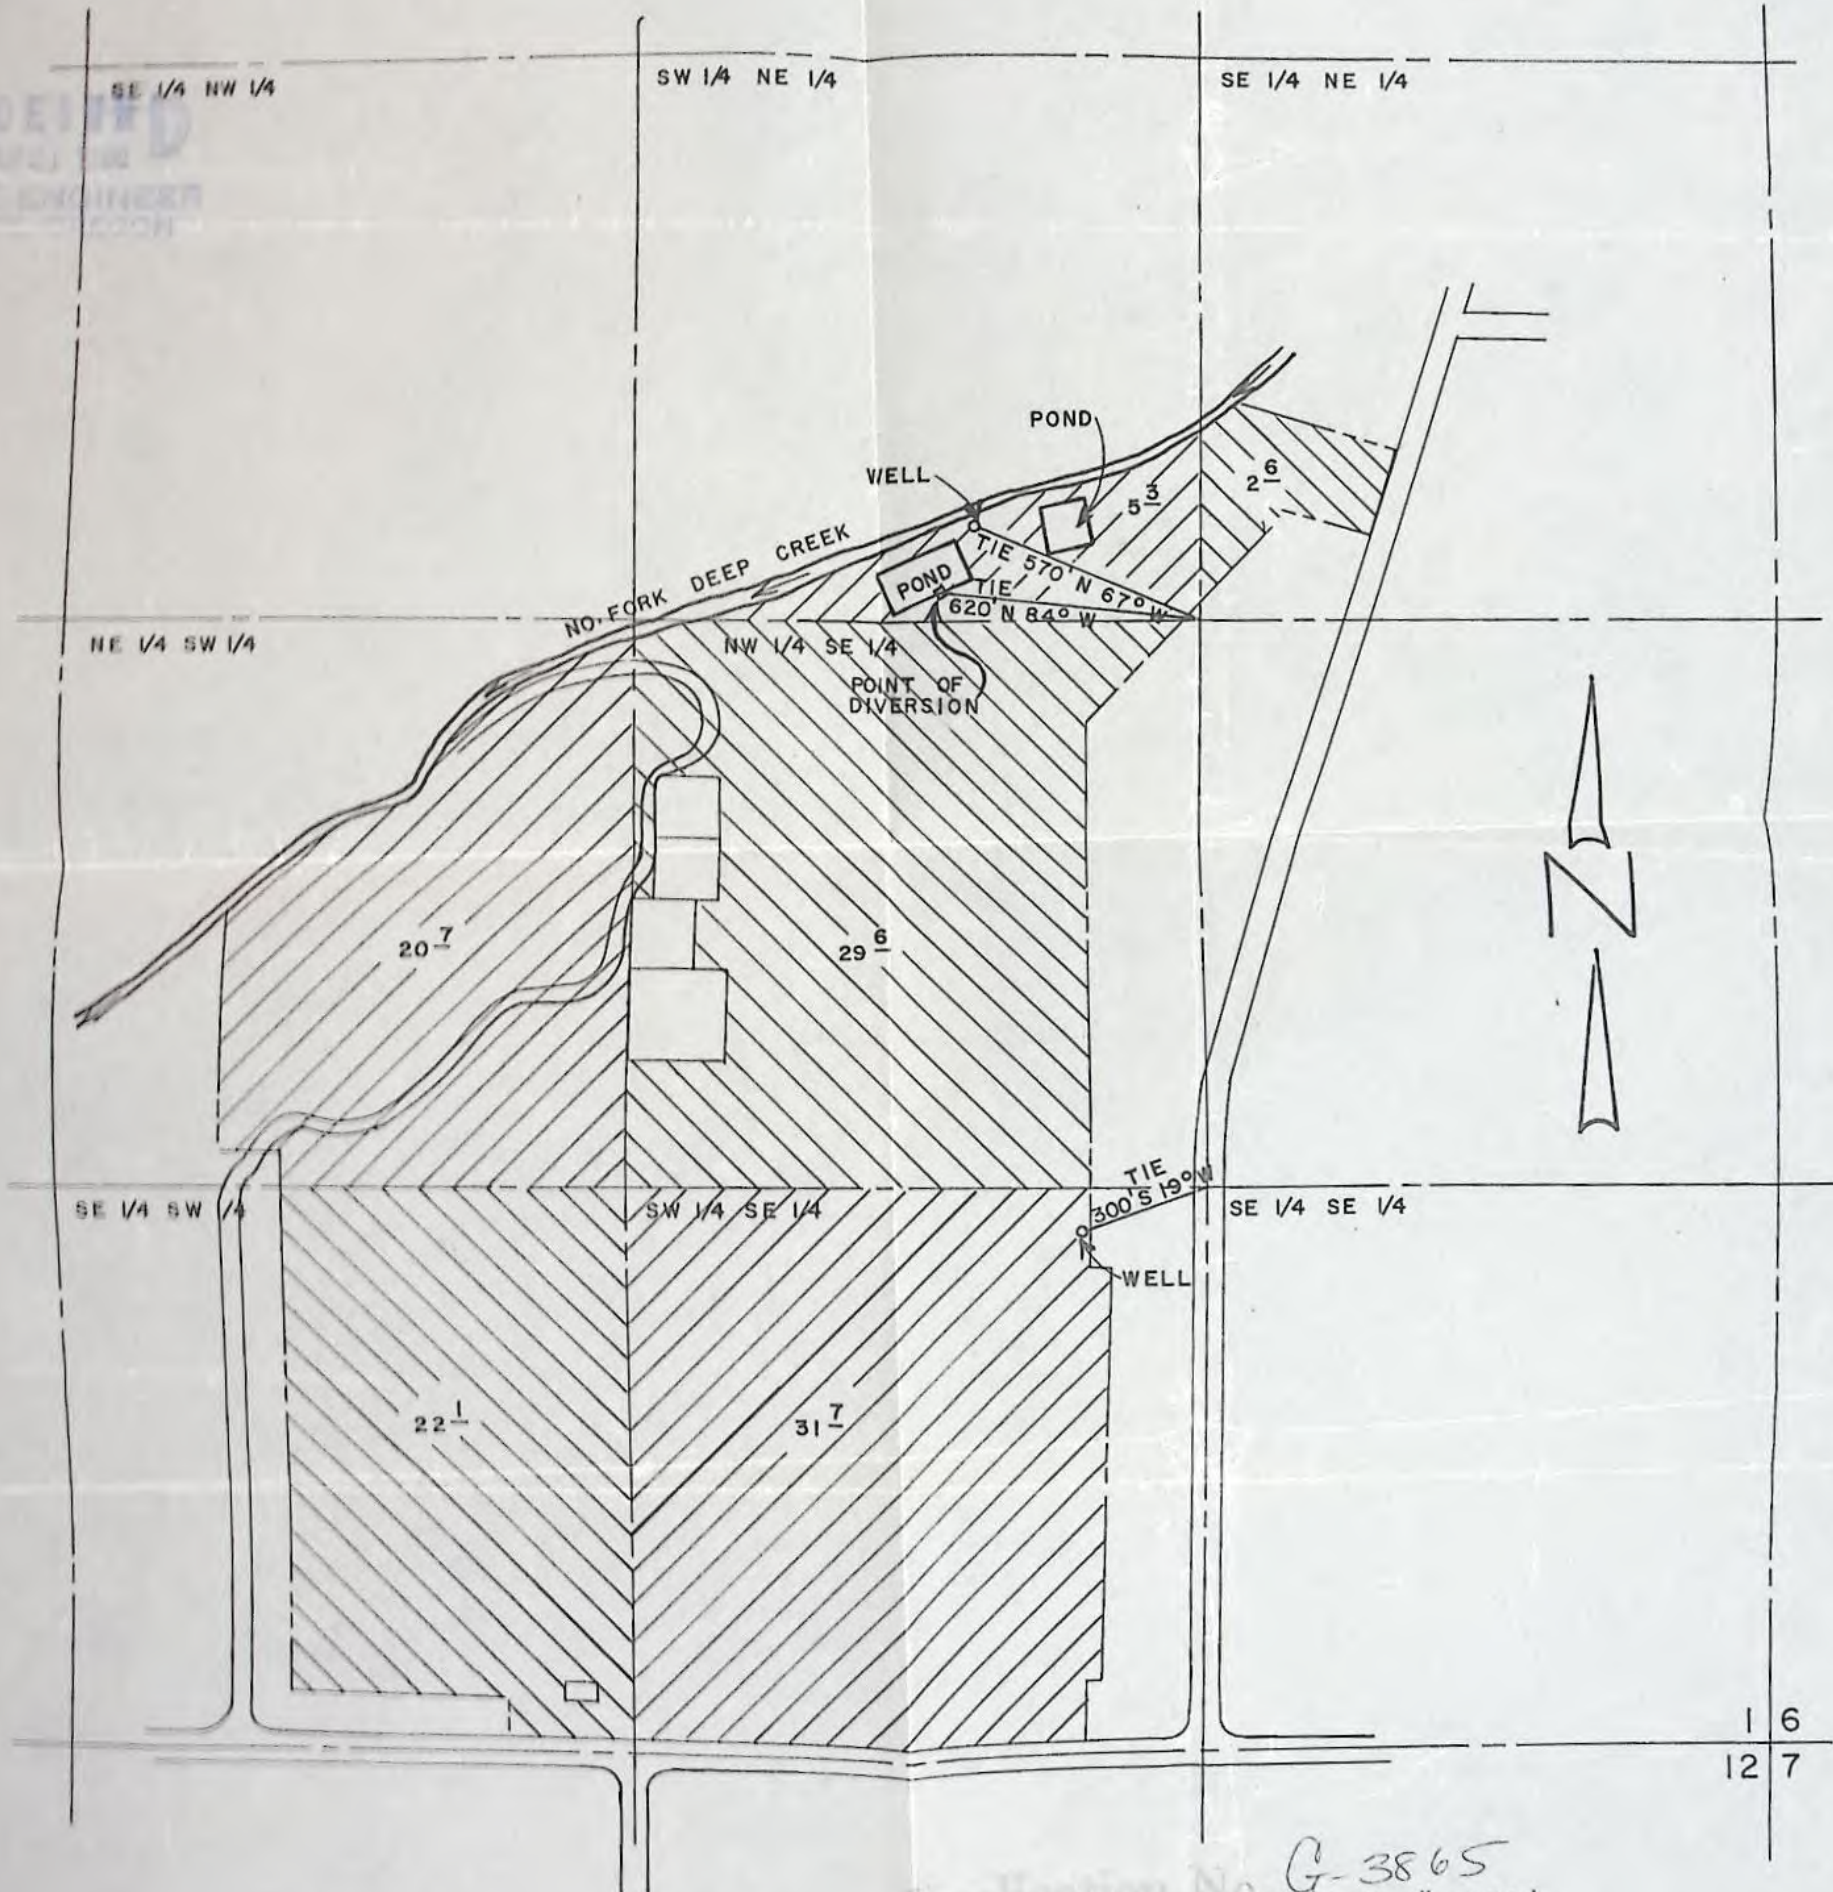 SE 1/4 NW 1/4
SW 1/4 NE 1/4
SE 1/4 NE 1/4
ENGINEER
POND
WELL
2 6
5 3
NO. FORK DEEP CREEK
TIE 570' N 67° W
POND
TIE
620' N 84° W
NE 1/4 SW 1/4
NW 1/4 SE 1/4
POINT OF
DIVERSION
N
20 7
29 6
TIE
300' S 19° W
SE 1/4 SW 1/4
SW 1/4 SE 1/4
SE 1/4 SE 1/4
WELL
22 1
31 7
1 6
12 7
No. G-3865